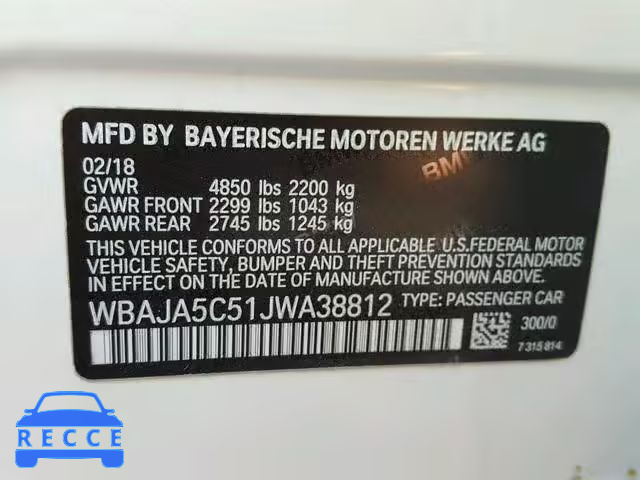 MFD BY BAYERISCHE MOTOREN WERKE AG
BMW
02/18
GVWR 4850 lbs 2200 kg
GAWR FRONT 2299 lbs 1043 kg
GAWR REAR 2745 lbs 1245 kg
THIS VEHICLE CONFORMS TO ALL APPLICABLE U.S.FEDERAL MOTOR
VEHICLE SAFETY, BUMPER AND THEFT PREVENTION STANDARDS
IN EFFECT ON THE DATE OF MANUFACTURE SHOWN ABOVE.
WBAJA5C51JWA38812 TYPE: PASSENGER CAR
300/0
7315814
RECCE